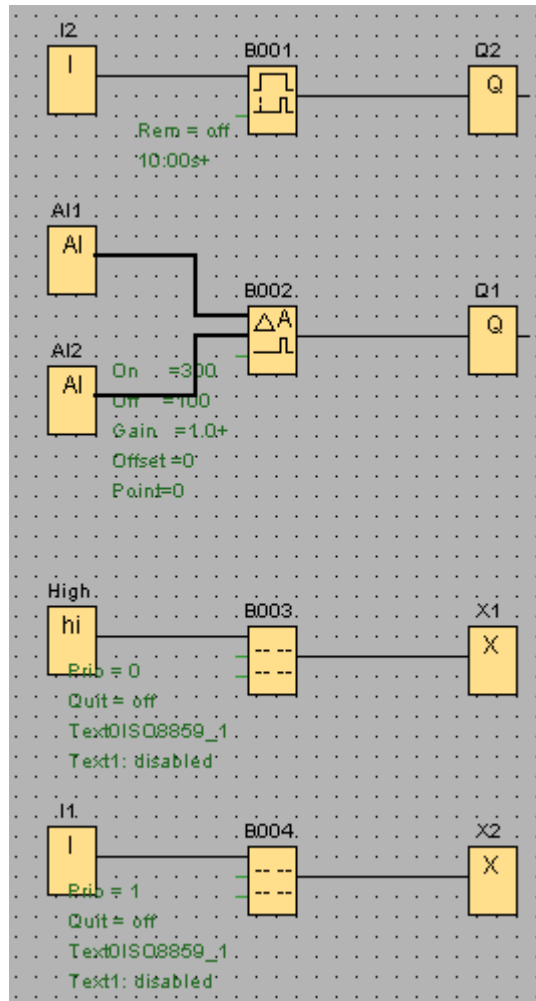 I2
B001
Q2
I
Q
Rem = off
10:00s+
AI1
AI
B002
Q1
ΔA
Q
AI2
AI
On =300
Off =100
Gain =1.0+
Offset =0
Point=0
High
B003
X1
hi
X
Prio = 0
Quit = off
Text0ISO8859_1
Text1: disabled
I1
B004
X2
I
X
Prio = 1
Quit = off
Text0ISO8859_1
Text1: disabled